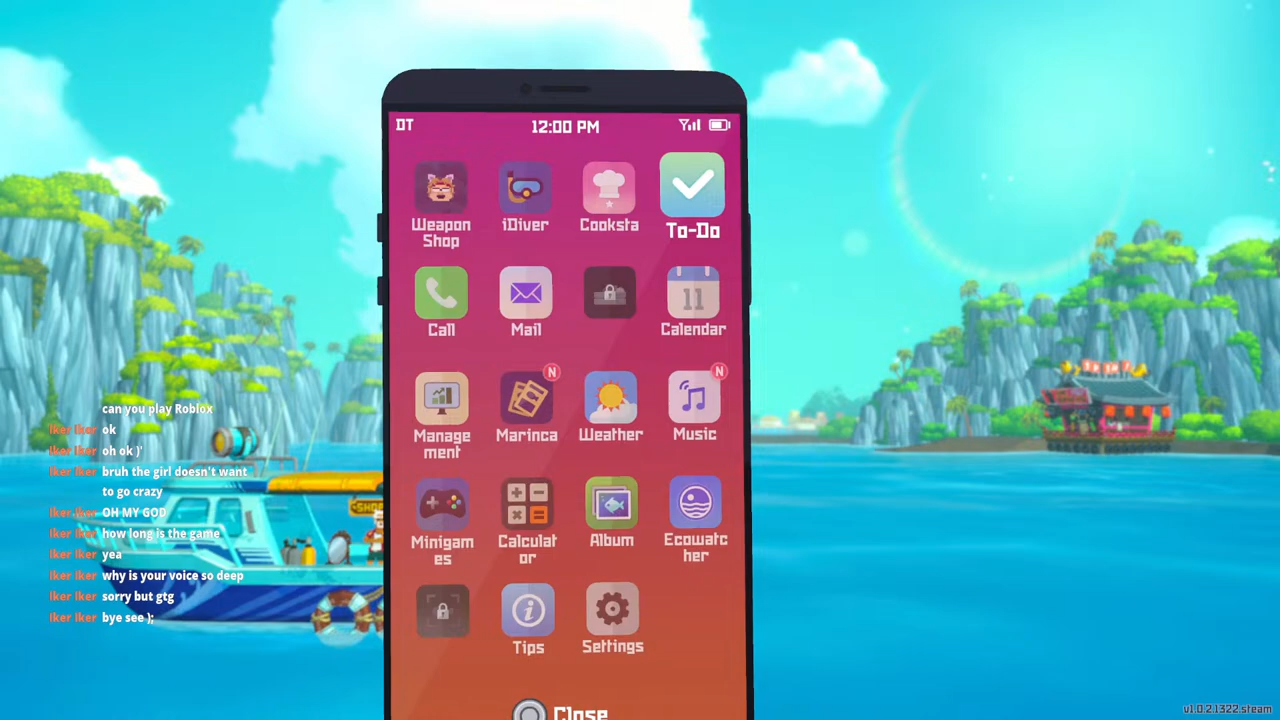 DT
12:00 PM
Weapon
Shop
iDiver
Cooksta
To-Do
Call
Mail
11
Calendar
N
N
Manage
ment
Marinca
Weather
Music
Minigam
es
Calculat
or
Album
Ecowatc
her
Tips
Settings
Close
can you play Roblox
Iker Iker ok
Iker Iker oh ok )'
Iker Iker bruh the girl doesn't want
to go crazy
Iker Iker OH MY GOD
Iker Iker how long is the game
Iker Iker yea
Iker Iker why is your voice so deep
Iker Iker sorry but gtg
Iker Iker bye see );
v1.0.2.1322.steam